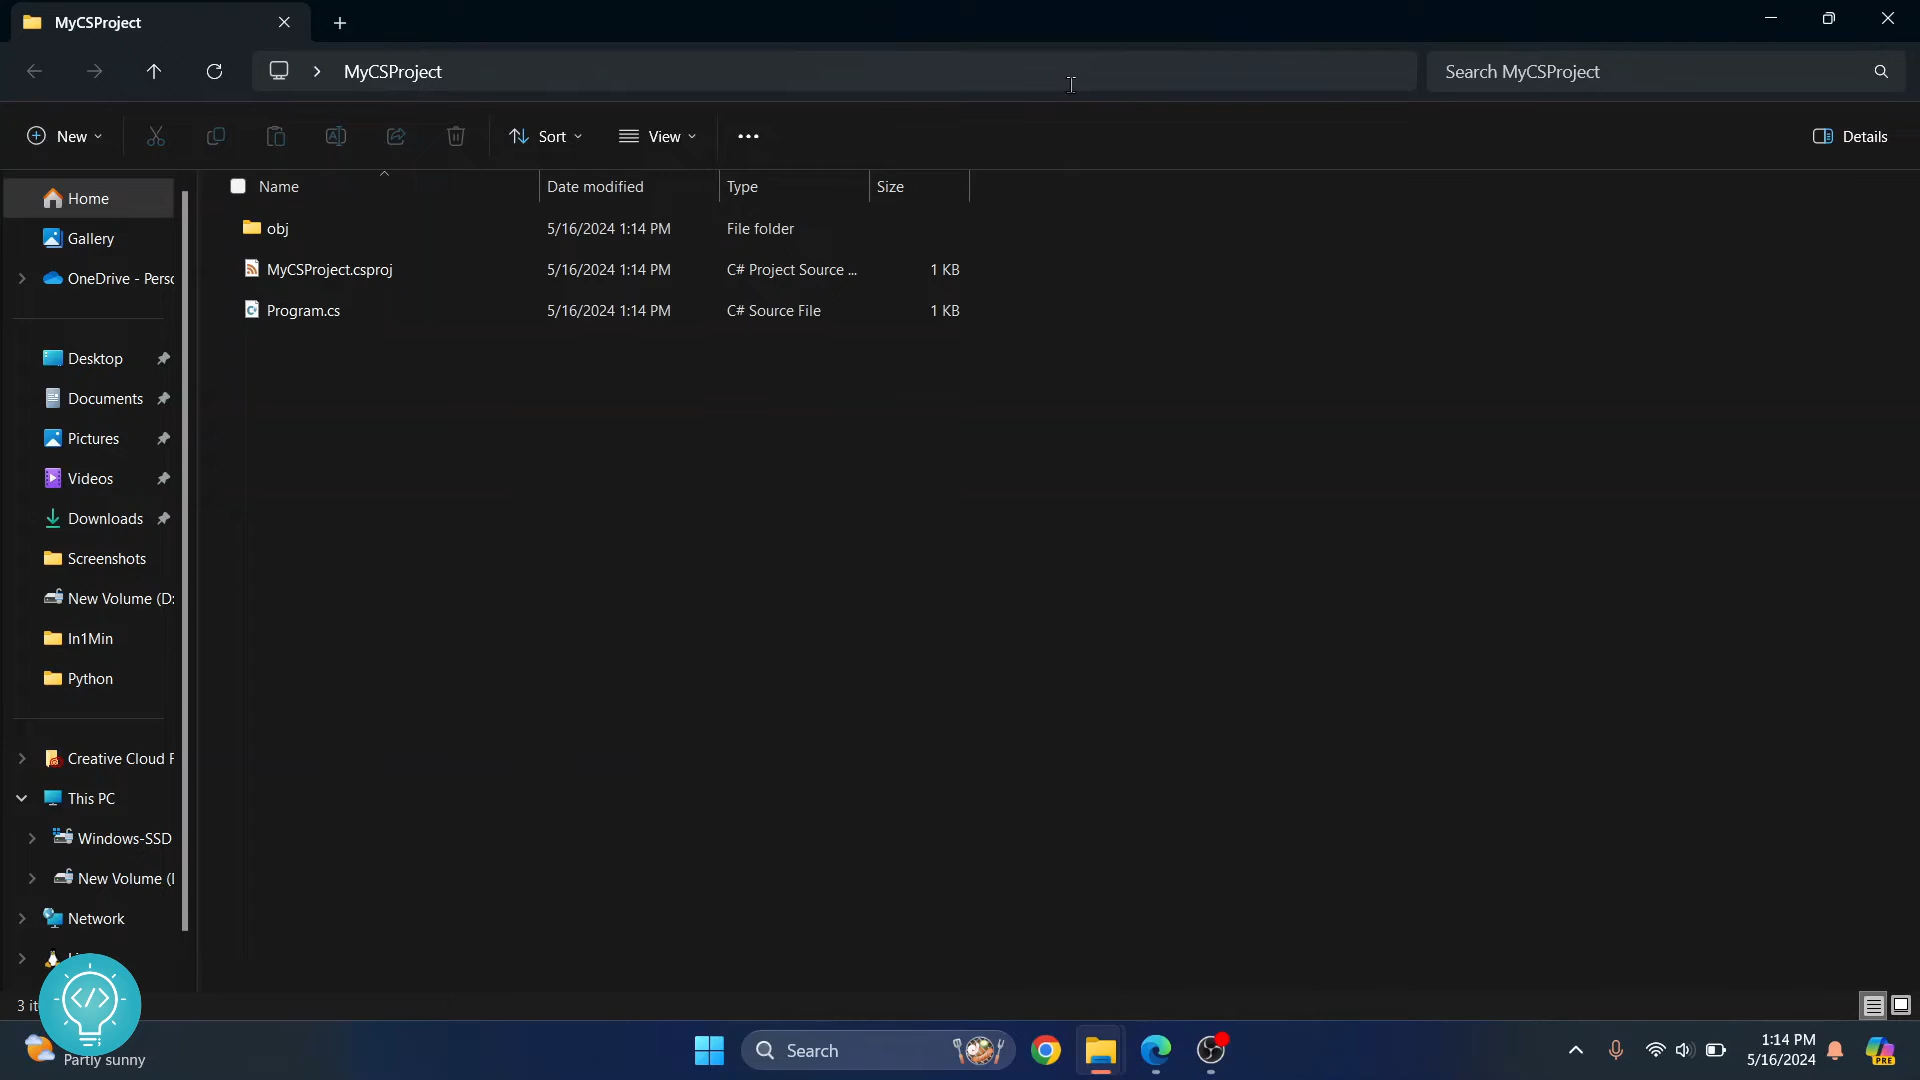 MyCSProject
MyCSProject
Search MyCSProject
New
Sort
View
Details
Name Date modified Type Size
obj 5/16/2024 1:14 PM File folder
MyCSProject.csproj 5/16/2024 1:14 PM C# Project Source ... 1 KB
Program.cs 5/16/2024 1:14 PM C# Source File 1 KB
Home
Gallery
OneDrive - Perso
Desktop
Documents
Pictures
Videos
Downloads
Screenshots
New Volume (D:
In1Min
Python
Creative Cloud F
This PC
Windows-SSD
New Volume (
Network
3 it
</>
Partly sunny
Search
1:14 PM
5/16/2024
PRE